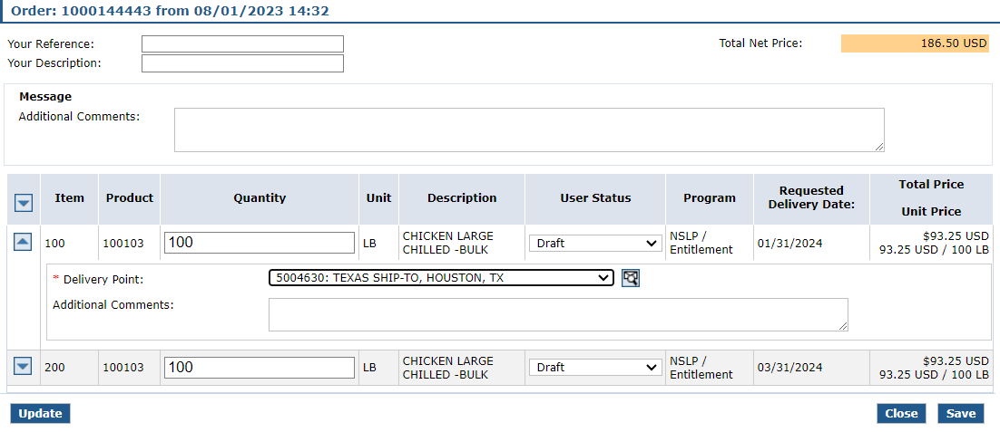 Order: 1000144443 from 08/01/2023 14:32
Your Reference:
Total Net Price: 186.50 USD
Your Description:
Message
Additional Comments:
Item Product Quantity Unit Description User Status Program Requested Delivery Date: Total Price Unit Price
100 100103 100 LB CHICKEN LARGE CHILLED -BULK Draft NSLP / Entitlement 01/31/2024 $93.25 USD 93.25 USD / 100 LB
* Delivery Point: 5004630: TEXAS SHIP-TO, HOUSTON, TX
Additional Comments:
200 100103 100 LB CHICKEN LARGE CHILLED -BULK Draft NSLP / Entitlement 03/31/2024 $93.25 USD 93.25 USD / 100 LB
Update Close Save